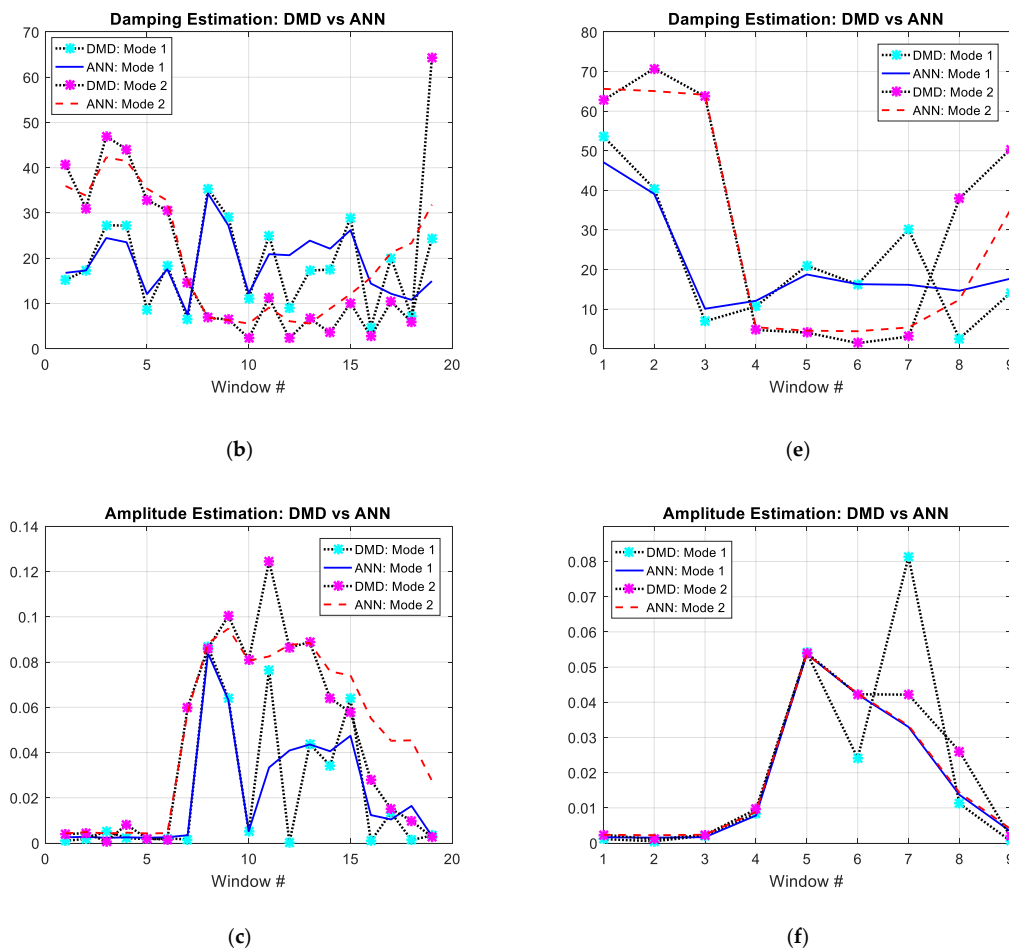 Damping Estimation: DMD vs ANN
70
60
50
40
30
20
10
0
DMD: Mode 1
ANN: Mode 1
DMD: Mode 2
ANN: Mode 2
0 5 10 15 20
Window #
(b)
Damping Estimation: DMD vs ANN
80
70
60
50
40
30
20
10
0
DMD: Mode 1
ANN: Mode 1
DMD: Mode 2
ANN: Mode 2
1 2 3 4 5 6 7 8 9
Window #
(e)
Amplitude Estimation: DMD vs ANN
0.14
0.12
0.1
0.08
0.06
0.04
0.02
0
DMD: Mode 1
ANN: Mode 1
DMD: Mode 2
ANN: Mode 2
0 5 10 15 20
Window #
(c)
Amplitude Estimation: DMD vs ANN
0.08
0.07
0.06
0.05
0.04
0.03
0.02
0.01
0
DMD: Mode 1
ANN: Mode 1
DMD: Mode 2
ANN: Mode 2
1 2 3 4 5 6 7 8 9
Window #
(f)